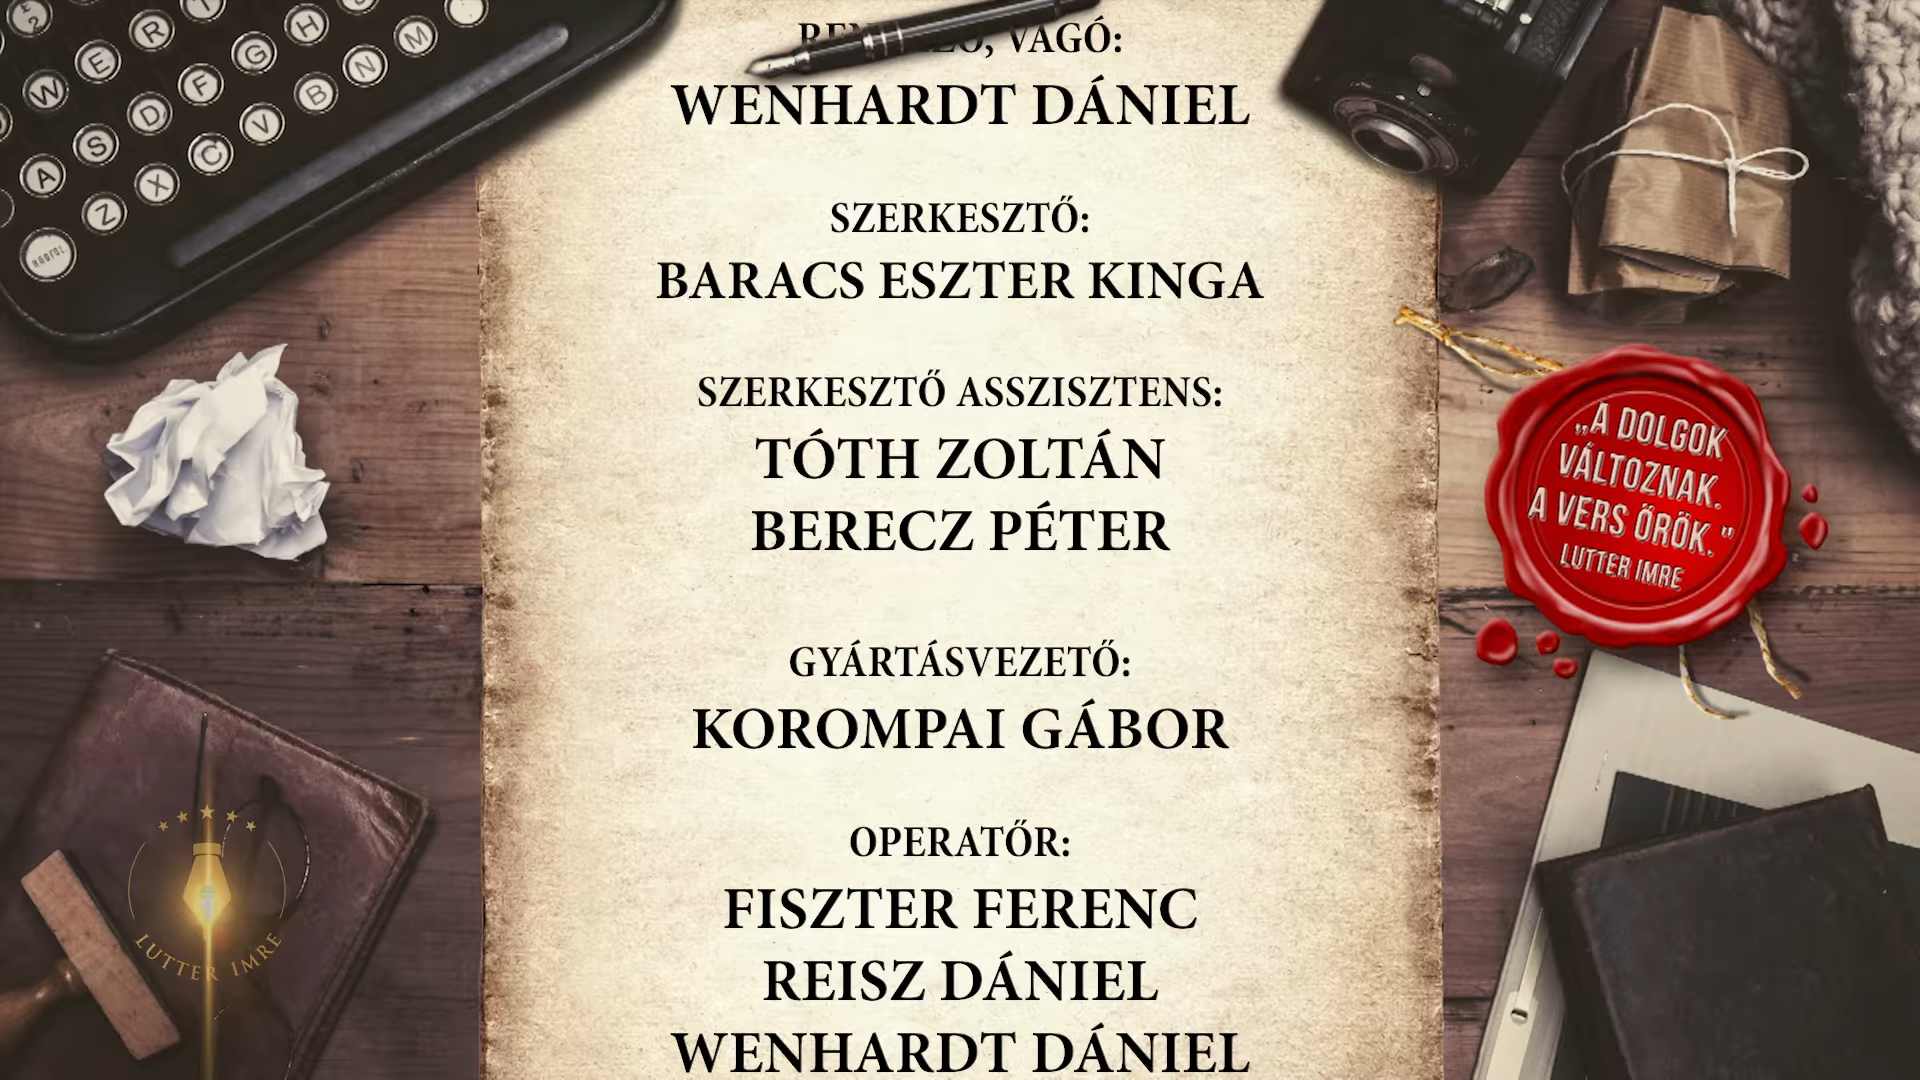 VÁGÓ:
WENHARDT DÁNIEL
SZERKESZTŐ:
BARACS ESZTER KINGA
SZERKESZTŐ ASSZISZTENS:
TÓTH ZOLTÁN
BERECZ PÉTER
GYÁRTÁSVEZETŐ:
KOROMPAI GÁBOR
OPERATŐR:
FISZTER FERENC
REISZ DÁNIEL
WENHARDT DÁNIEL
„A DOLGOK
VÁLTOZNAK.
A VERS ÖRÖK."
LUTTER IMRE
LUTTER IMRE
W E R T
A S D F G H
Z X C V B N M